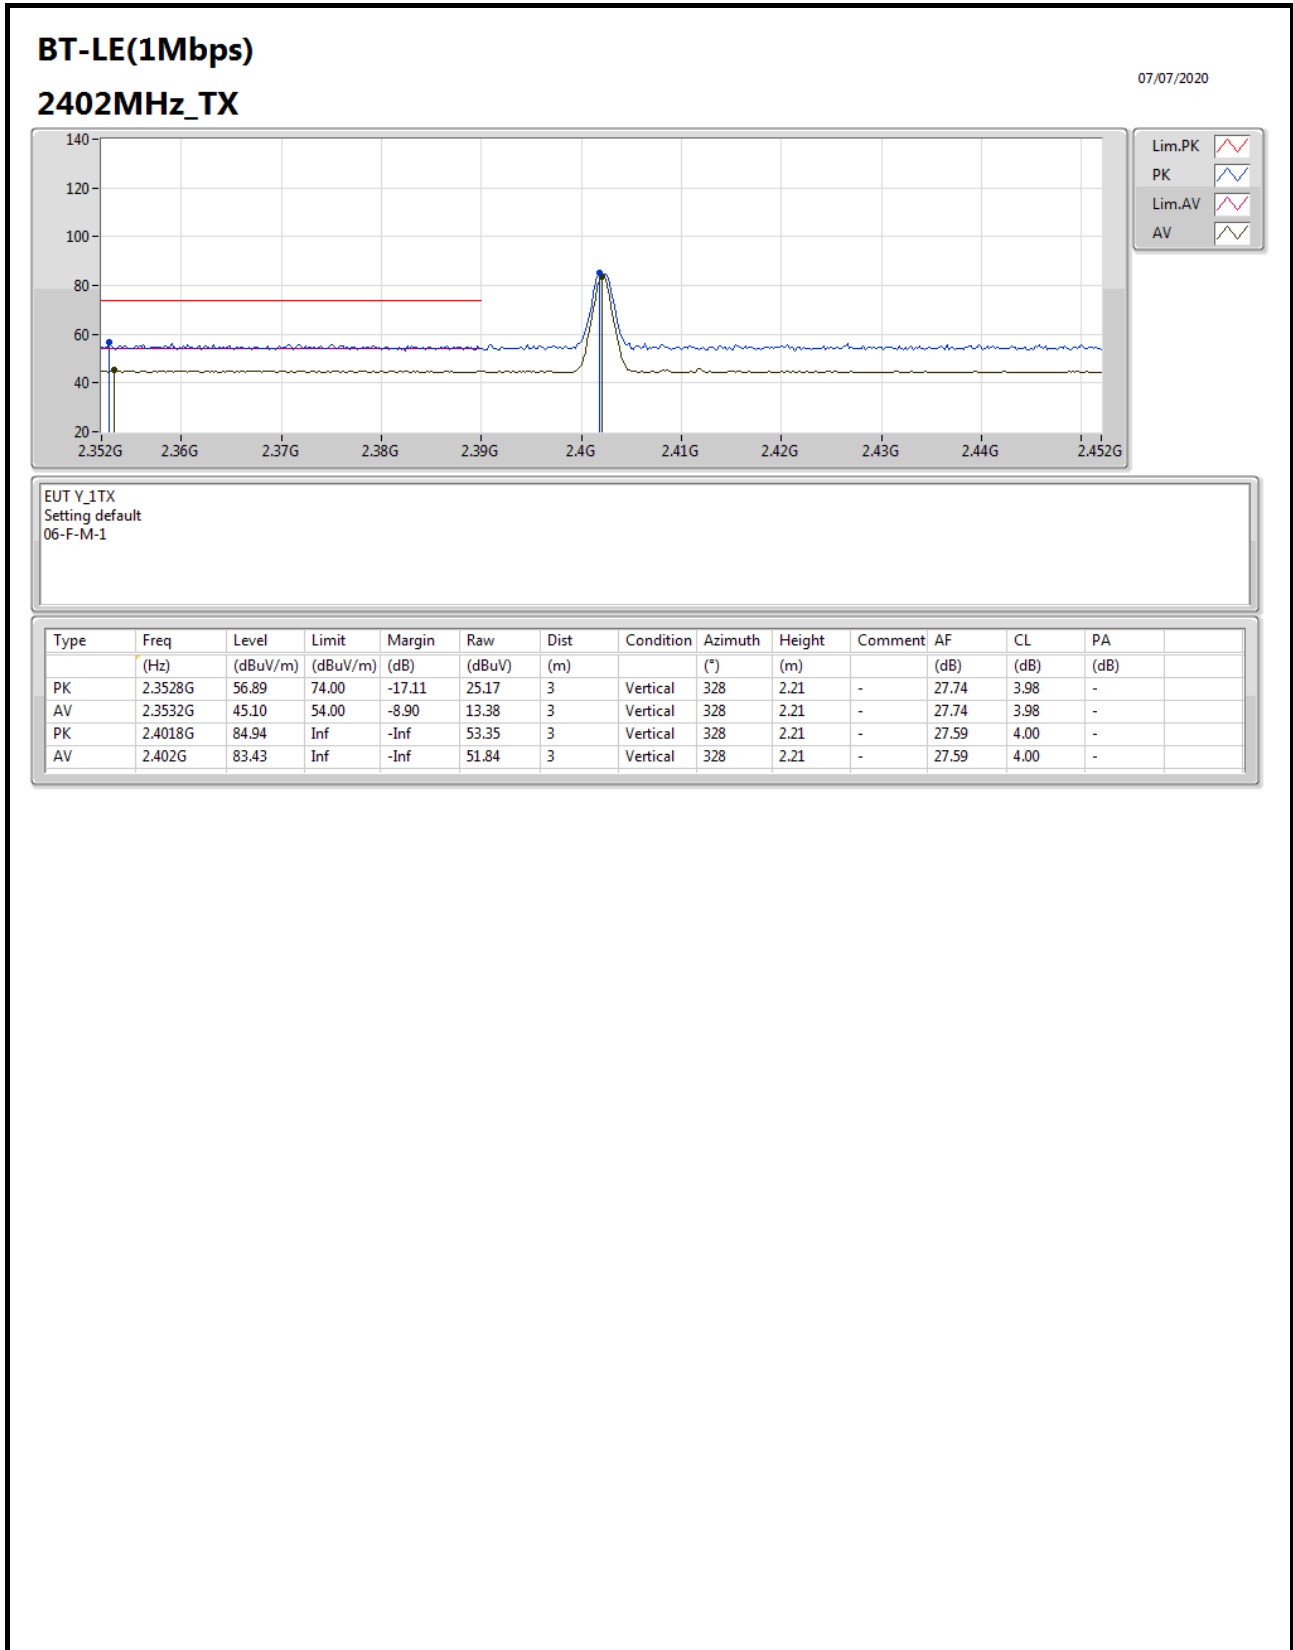 BT-LE(1Mbps)
07/07/2020
2402MHz_TX
140
120
100
80
60
40
20
2.352G 2.36G 2.37G 2.38G 2.39G 2.4G 2.41G 2.42G 2.43G 2.44G 2.452G
Lim.PK
PK
Lim.AV
AV
EUT Y_1TX
Setting default
06-F-M-1
Type Freq Level Limit Margin Raw Dist Condition Azimuth Height Comment AF CL PA
(Hz) (dBuV/m) (dBuV/m) (dB) (dBuV) (m) (°) (m) (dB) (dB) (dB)
PK 2.3528G 56.89 74.00 -17.11 25.17 3 Vertical 328 2.21 - 27.74 3.98 -
AV 2.3532G 45.10 54.00 -8.90 13.38 3 Vertical 328 2.21 - 27.74 3.98 -
PK 2.4018G 84.94 Inf -Inf 53.35 3 Vertical 328 2.21 - 27.59 4.00 -
AV 2.402G 83.43 Inf -Inf 51.84 3 Vertical 328 2.21 - 27.59 4.00 -